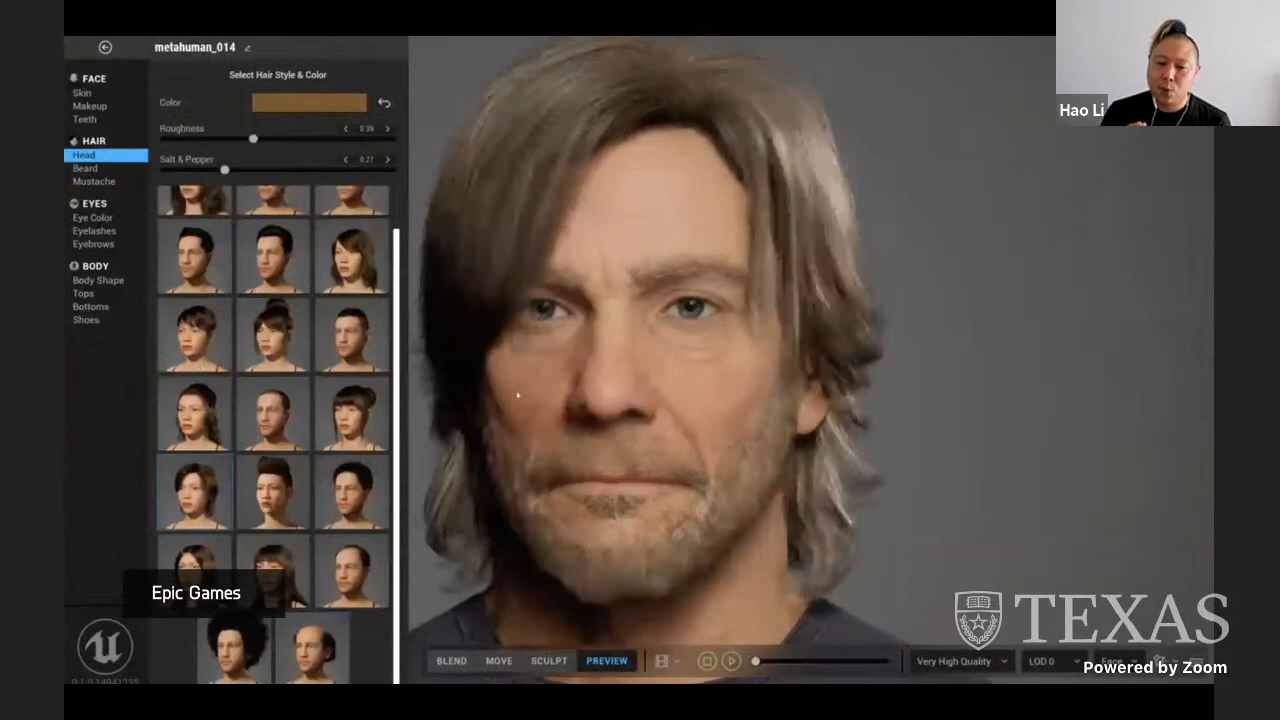 metahuman_014
Select Hair Style & Color
FACE
Skin
Makeup
Teeth
HAIR
Head
Beard
Mustache
EYES
Eye Color
Eyelashes
Eyebrows
BODY
Body Shape
Tops
Bottoms
Shoes
Color
Roughness 0.39
Salt & Pepper 0.27
Hao Li
Epic Games
BLEND MOVE SCULPT PREVIEW
Very High Quality LOD 0 Face
TEXAS
Powered by Zoom